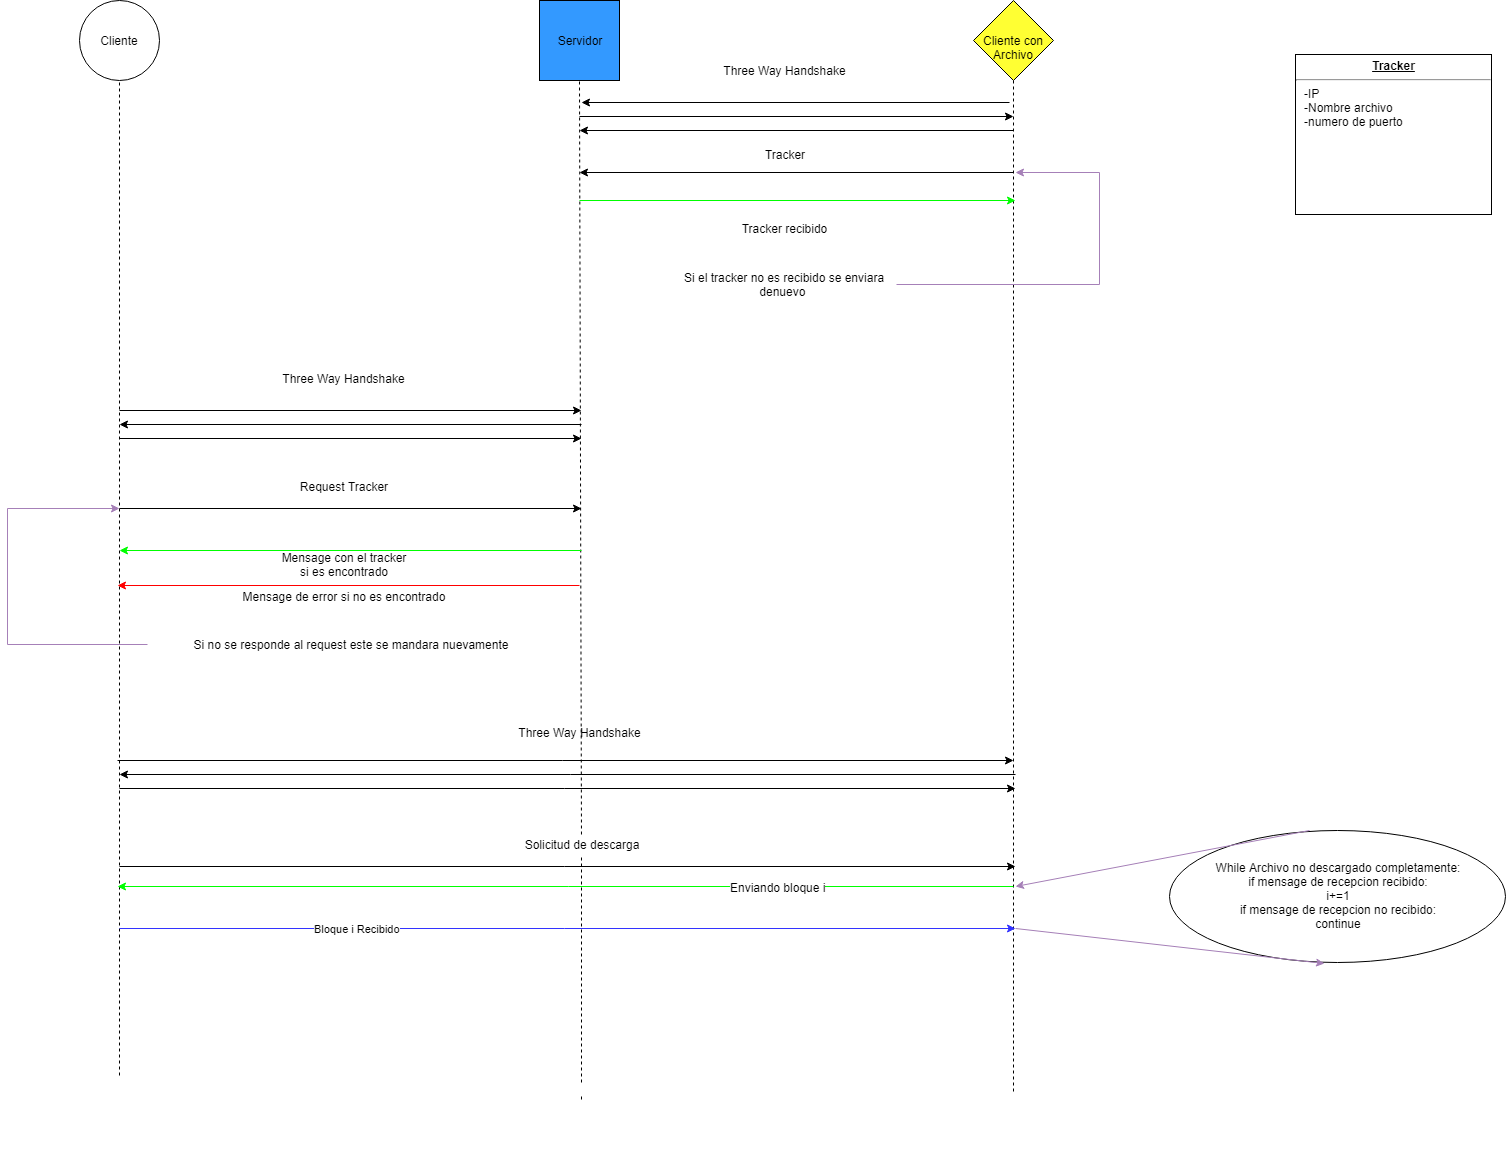 Cliente
Servidor
Cliente con
Archivo
Three Way Handshake
Tracker
-IP
-Nombre archivo
-numero de puerto
Tracker
Tracker recibido
Si el tracker no es recibido se enviara
denuevo
Three Way Handshake
Request Tracker
Mensage con el tracker
si es encontrado
Mensage de error si no es encontrado
Si no se responde al request este se mandara nuevamente
Three Way Handshake
Solicitud de descarga
Enviando bloque i
While Archivo no descargado completamente:
if mensage de recepcion recibido:
i+=1
if mensage de recepcion no recibido:
continue
Bloque i Recibido